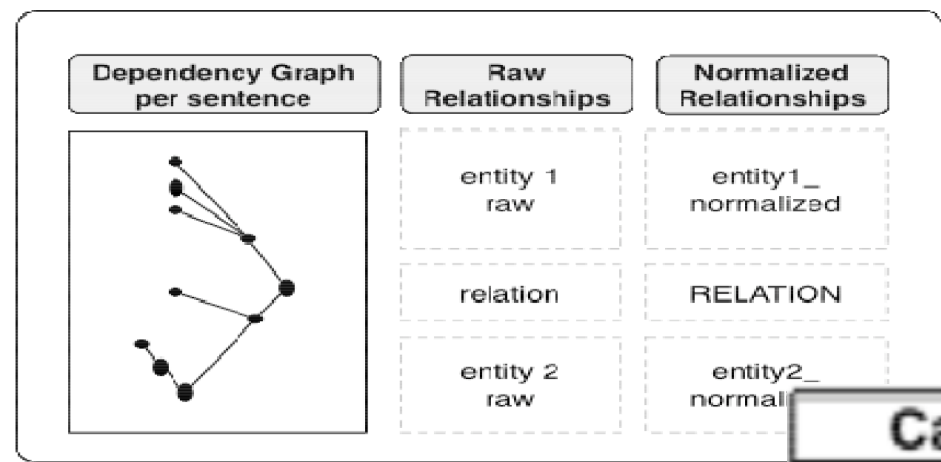 Dependency Graph
per sentence
Raw
Relationships
Normalized
Relationships
entity 1
raw
entity1_
normalized
relation
RELATION
entity 2
raw
entity2_